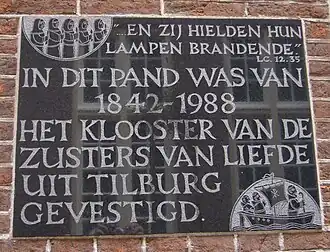 "...EN ZIJ HIELDEN HUN
LAMPEN BRANDENDE."
LC. 12.35
IN DIT PAND WAS VAN
1842-1988
HET KLOOSTER VAN DE
ZUSTERS VAN LIEFDE
UIT TILBURG
GEVESTIGD.